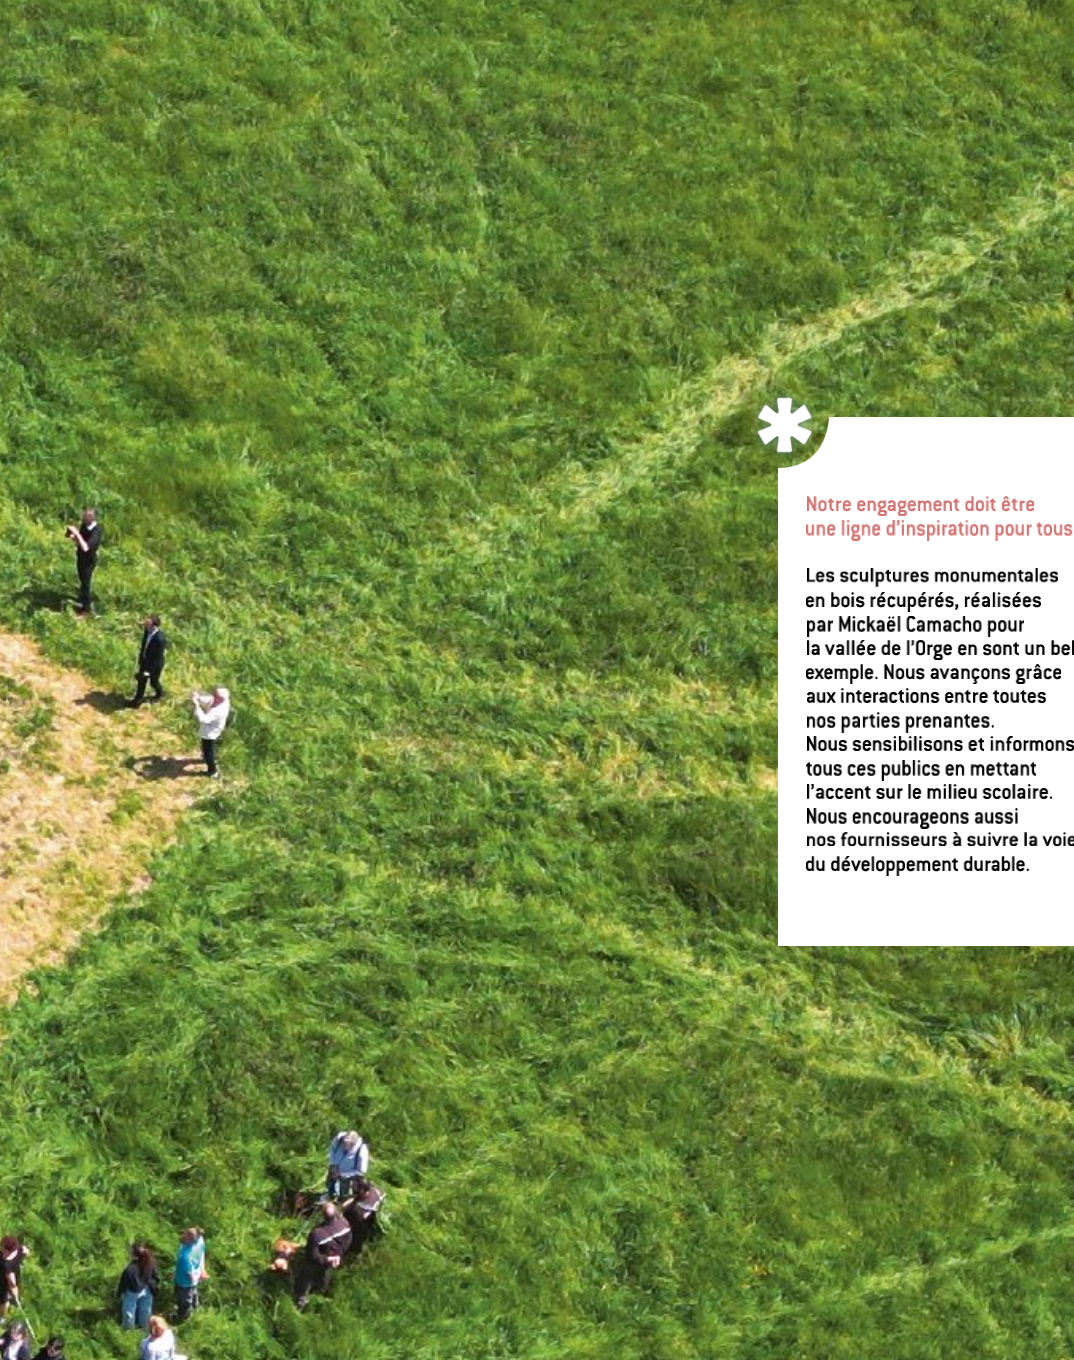 Notre engagement doit être
une ligne d'inspiration pour tous
Les sculptures monumentales
en bois récupérés, réalisées
par Mickaël Camacho pour
la vallée de l'Orge en sont un bel
exemple. Nous avançons grâce
aux interactions entre toutes
nos parties prenantes.
Nous sensibilisons et informons
tous ces publics en mettant
l'accent sur le milieu scolaire.
Nous encourageons aussi
nos fournisseurs à suivre la voie
du développement durable.